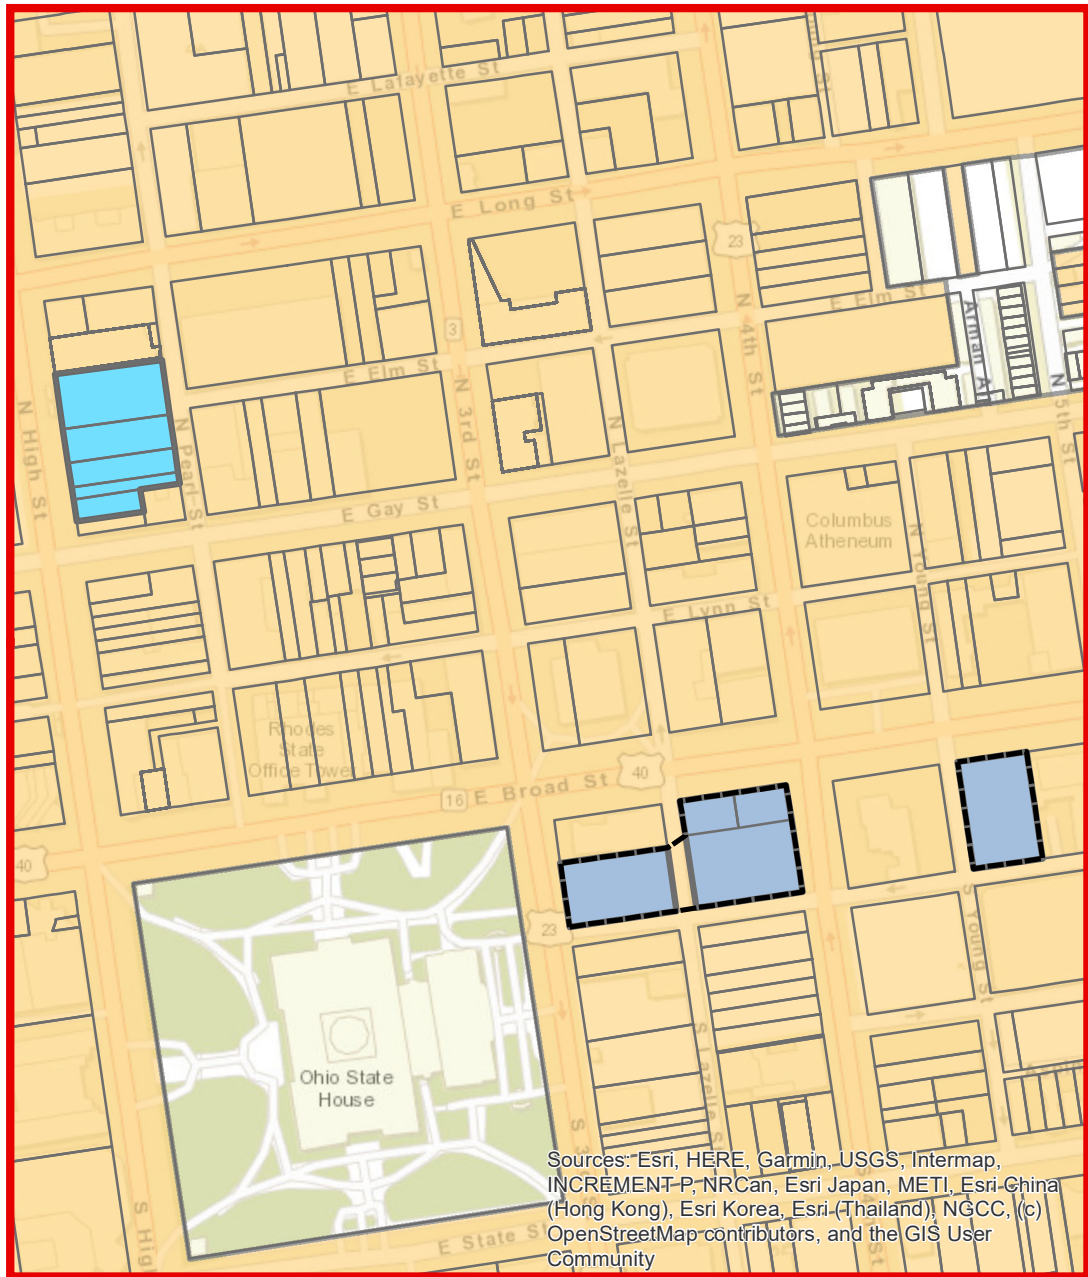 E Lafayette St
E Long St
23
N 4th St
E Elm St
Arman Al
3
E Elm St
N High St
N Pearl St
N 3rd St
N Lazelle St
N 5th St
E Gay St
Columbus
Atheneum
N Young St
E Lynn St
Rhodes
State
Office Tower
40
16
E Broad St
40
23
S Young St
Ohio State
House
S Lazelle St
S 3rd St
S High
S 4th St
E State St
Sources: Esri, HERE, Garmin, USGS, Intermap,
INCREMENT P, NRCan, Esri Japan, METI, Esri China
(Hong Kong), Esri Korea, Esri (Thailand), NGCC, (c)
OpenStreetMap contributors, and the GIS User
Community